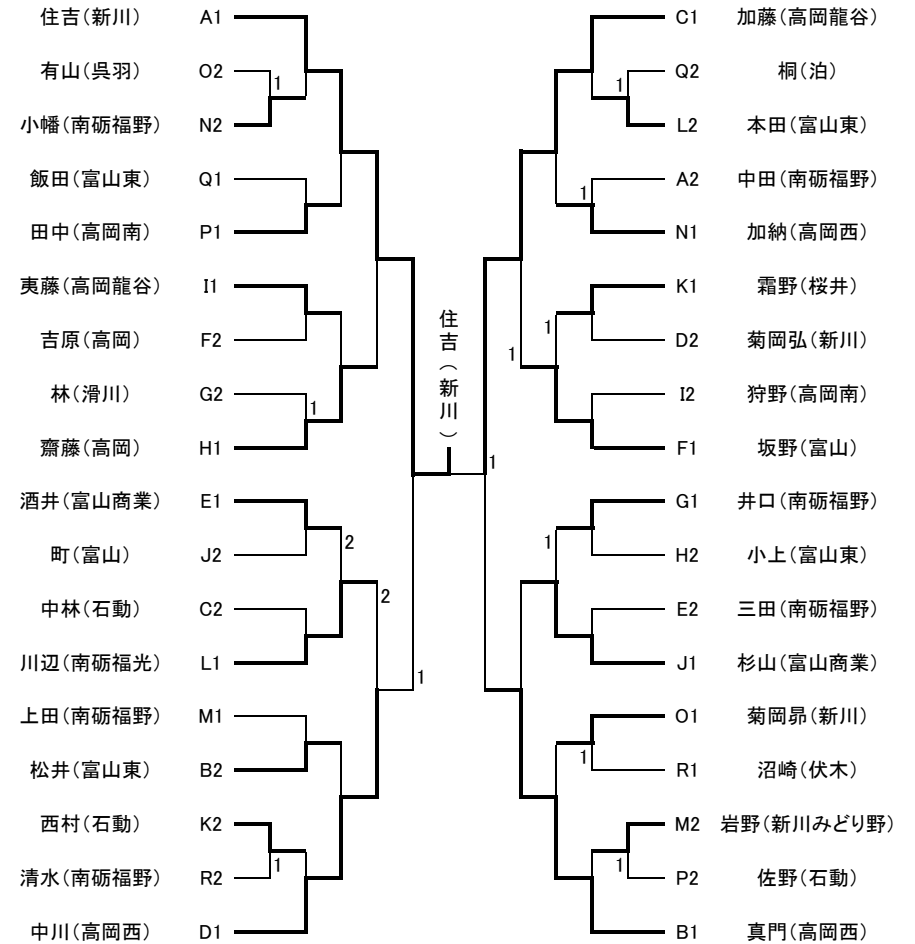 住吉(新川) A1
有山(呉羽) O2
1
小幡(南砺福野) N2
飯田(富山東) Q1
田中(高岡南) P1
夷藤(高岡龍谷) I1
吉原(高岡) F2
林(滑川) G2
1
齋藤(高岡) H1
酒井(富山商業) E1
2
町(富山) J2
2
中林(石動) C2
川辺(南砺福光) L1
1
上田(南砺福野) M1
松井(富山東) B2
西村(石動) K2
1
清水(南砺福野) R2
中川(高岡西) D1
住吉(新川)
1
C1 加藤(高岡龍谷)
Q2 桐(泊)
1
L2 本田(富山東)
A2 中田(南砺福野)
1
N1 加納(高岡西)
K1 霜野(桜井)
1
D2 菊岡弘(新川)
1
I2 狩野(高岡南)
F1 坂野(富山)
G1 井口(南砺福野)
1
H2 小上(富山東)
E2 三田(南砺福野)
J1 杉山(富山商業)
O1 菊岡昴(新川)
1
R1 沼崎(伏木)
M2 岩野(新川みどり野)
1
P2 佐野(石動)
B1 真門(高岡西)